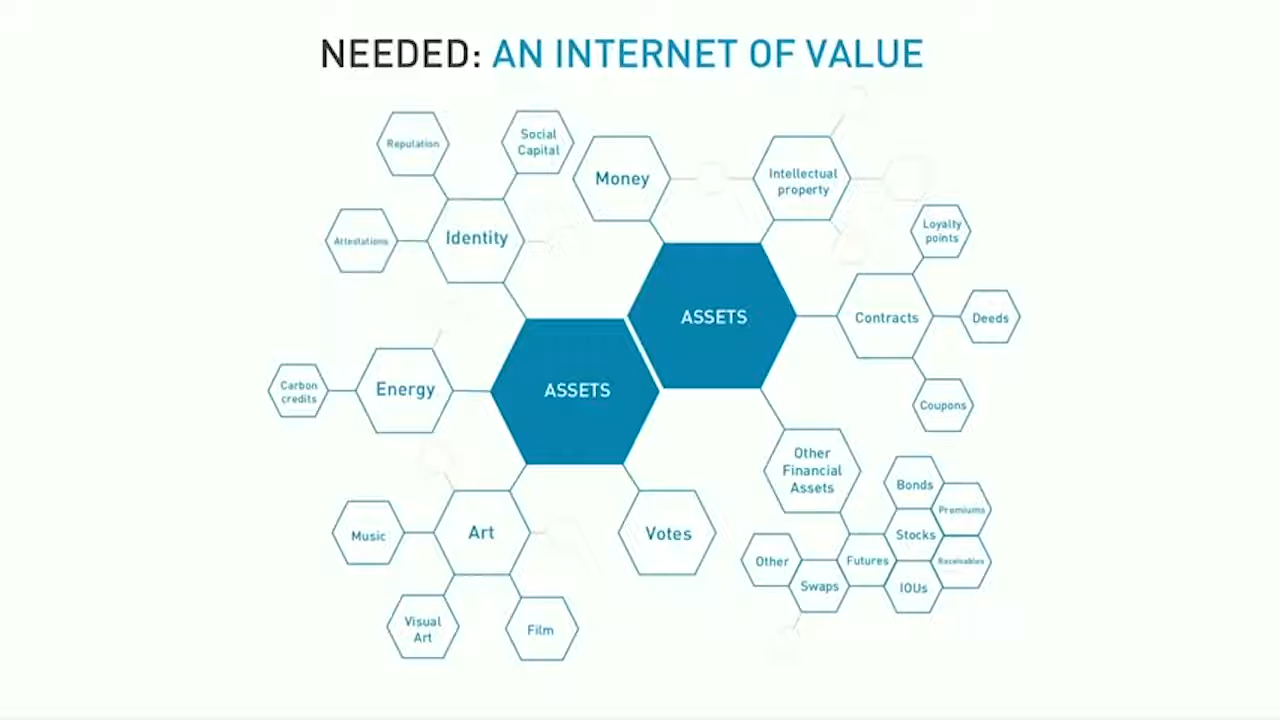 NEEDED: AN INTERNET OF VALUE
Reputation
Social
Capital
Money
Intellectual
property
Attestations
Identity
Loyalty
points
ASSETS
Contracts
Deeds
Carbon
credits
Energy
ASSETS
Coupons
Other
Financial
Assets
Bonds
Premiums
Music
Art
Votes
Stocks
Other
Futures
Receivables
Swaps
IOUs
Visual
Art
Film